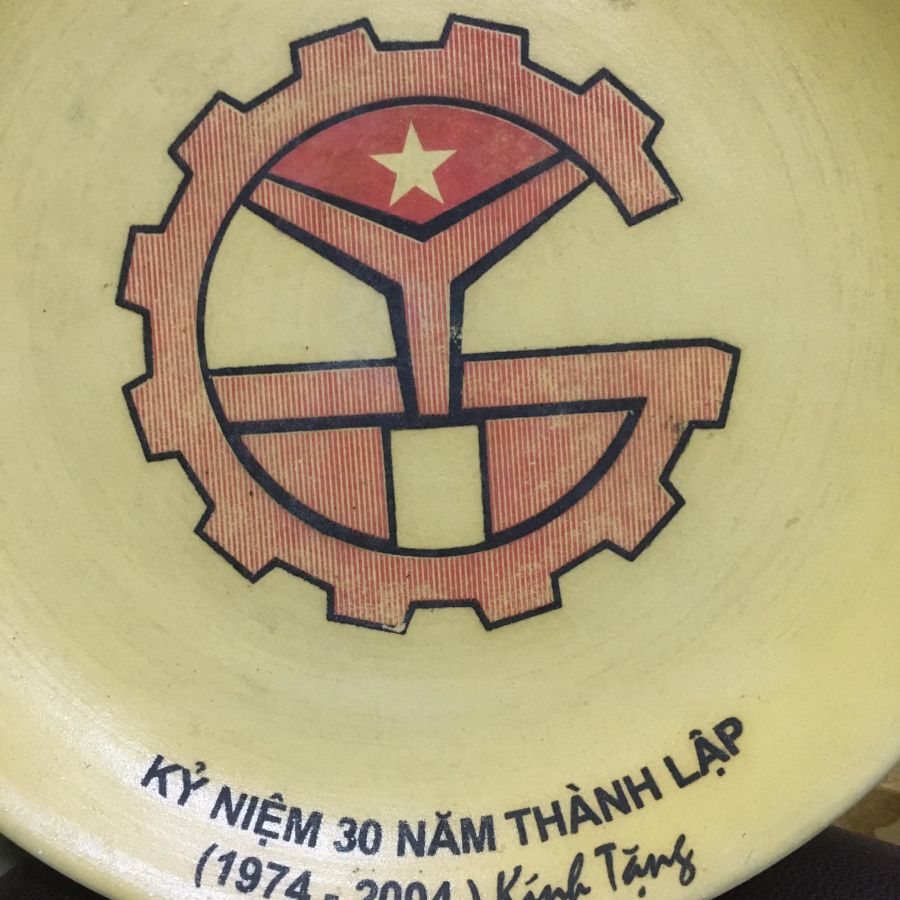 KỶ NIỆM 30 NĂM THÀNH LẬP
(1974 - 2004) Kính Tặng